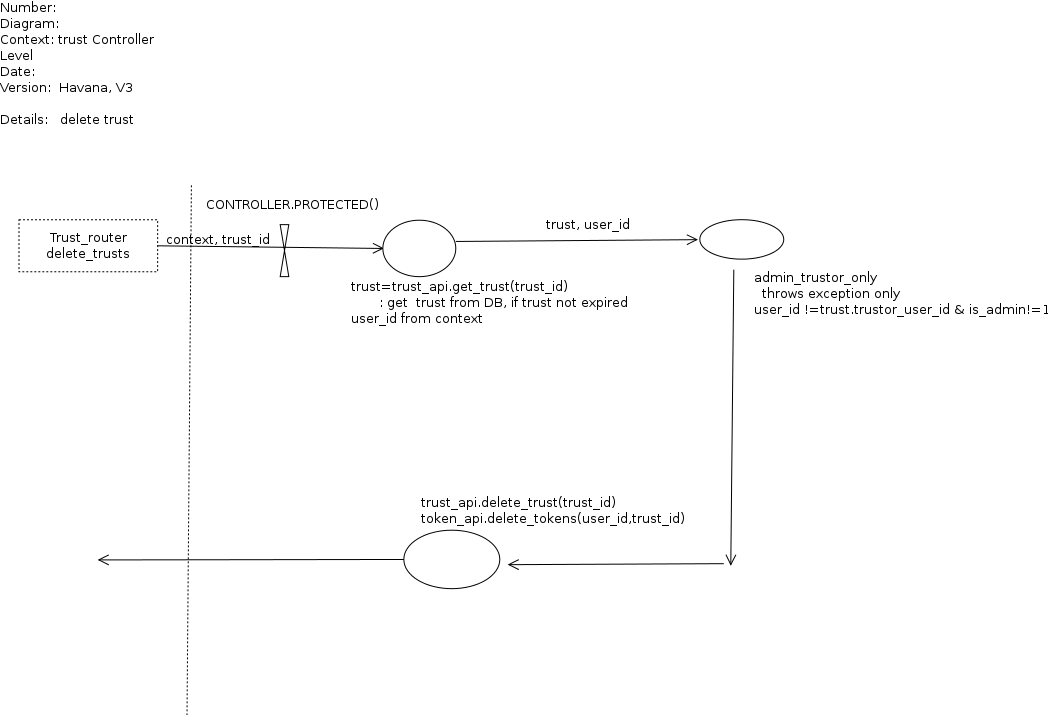 Number:
Diagram:
Context: trust Controller
Level
Date:
Version:  Havana, V3
Details:   delete trust
CONTROLLER.PROTECTED()
Trust_router
delete_trusts
context, trust_id
trust, user_id
trust=trust_api.get_trust(trust_id)
: get  trust from DB, if trust not expired
user_id from context
admin_trustor_only
throws exception only
user_id !=trust.trustor_user_id & is_admin!=1
trust_api.delete_trust(trust_id)
token_api.delete_tokens(user_id,trust_id)